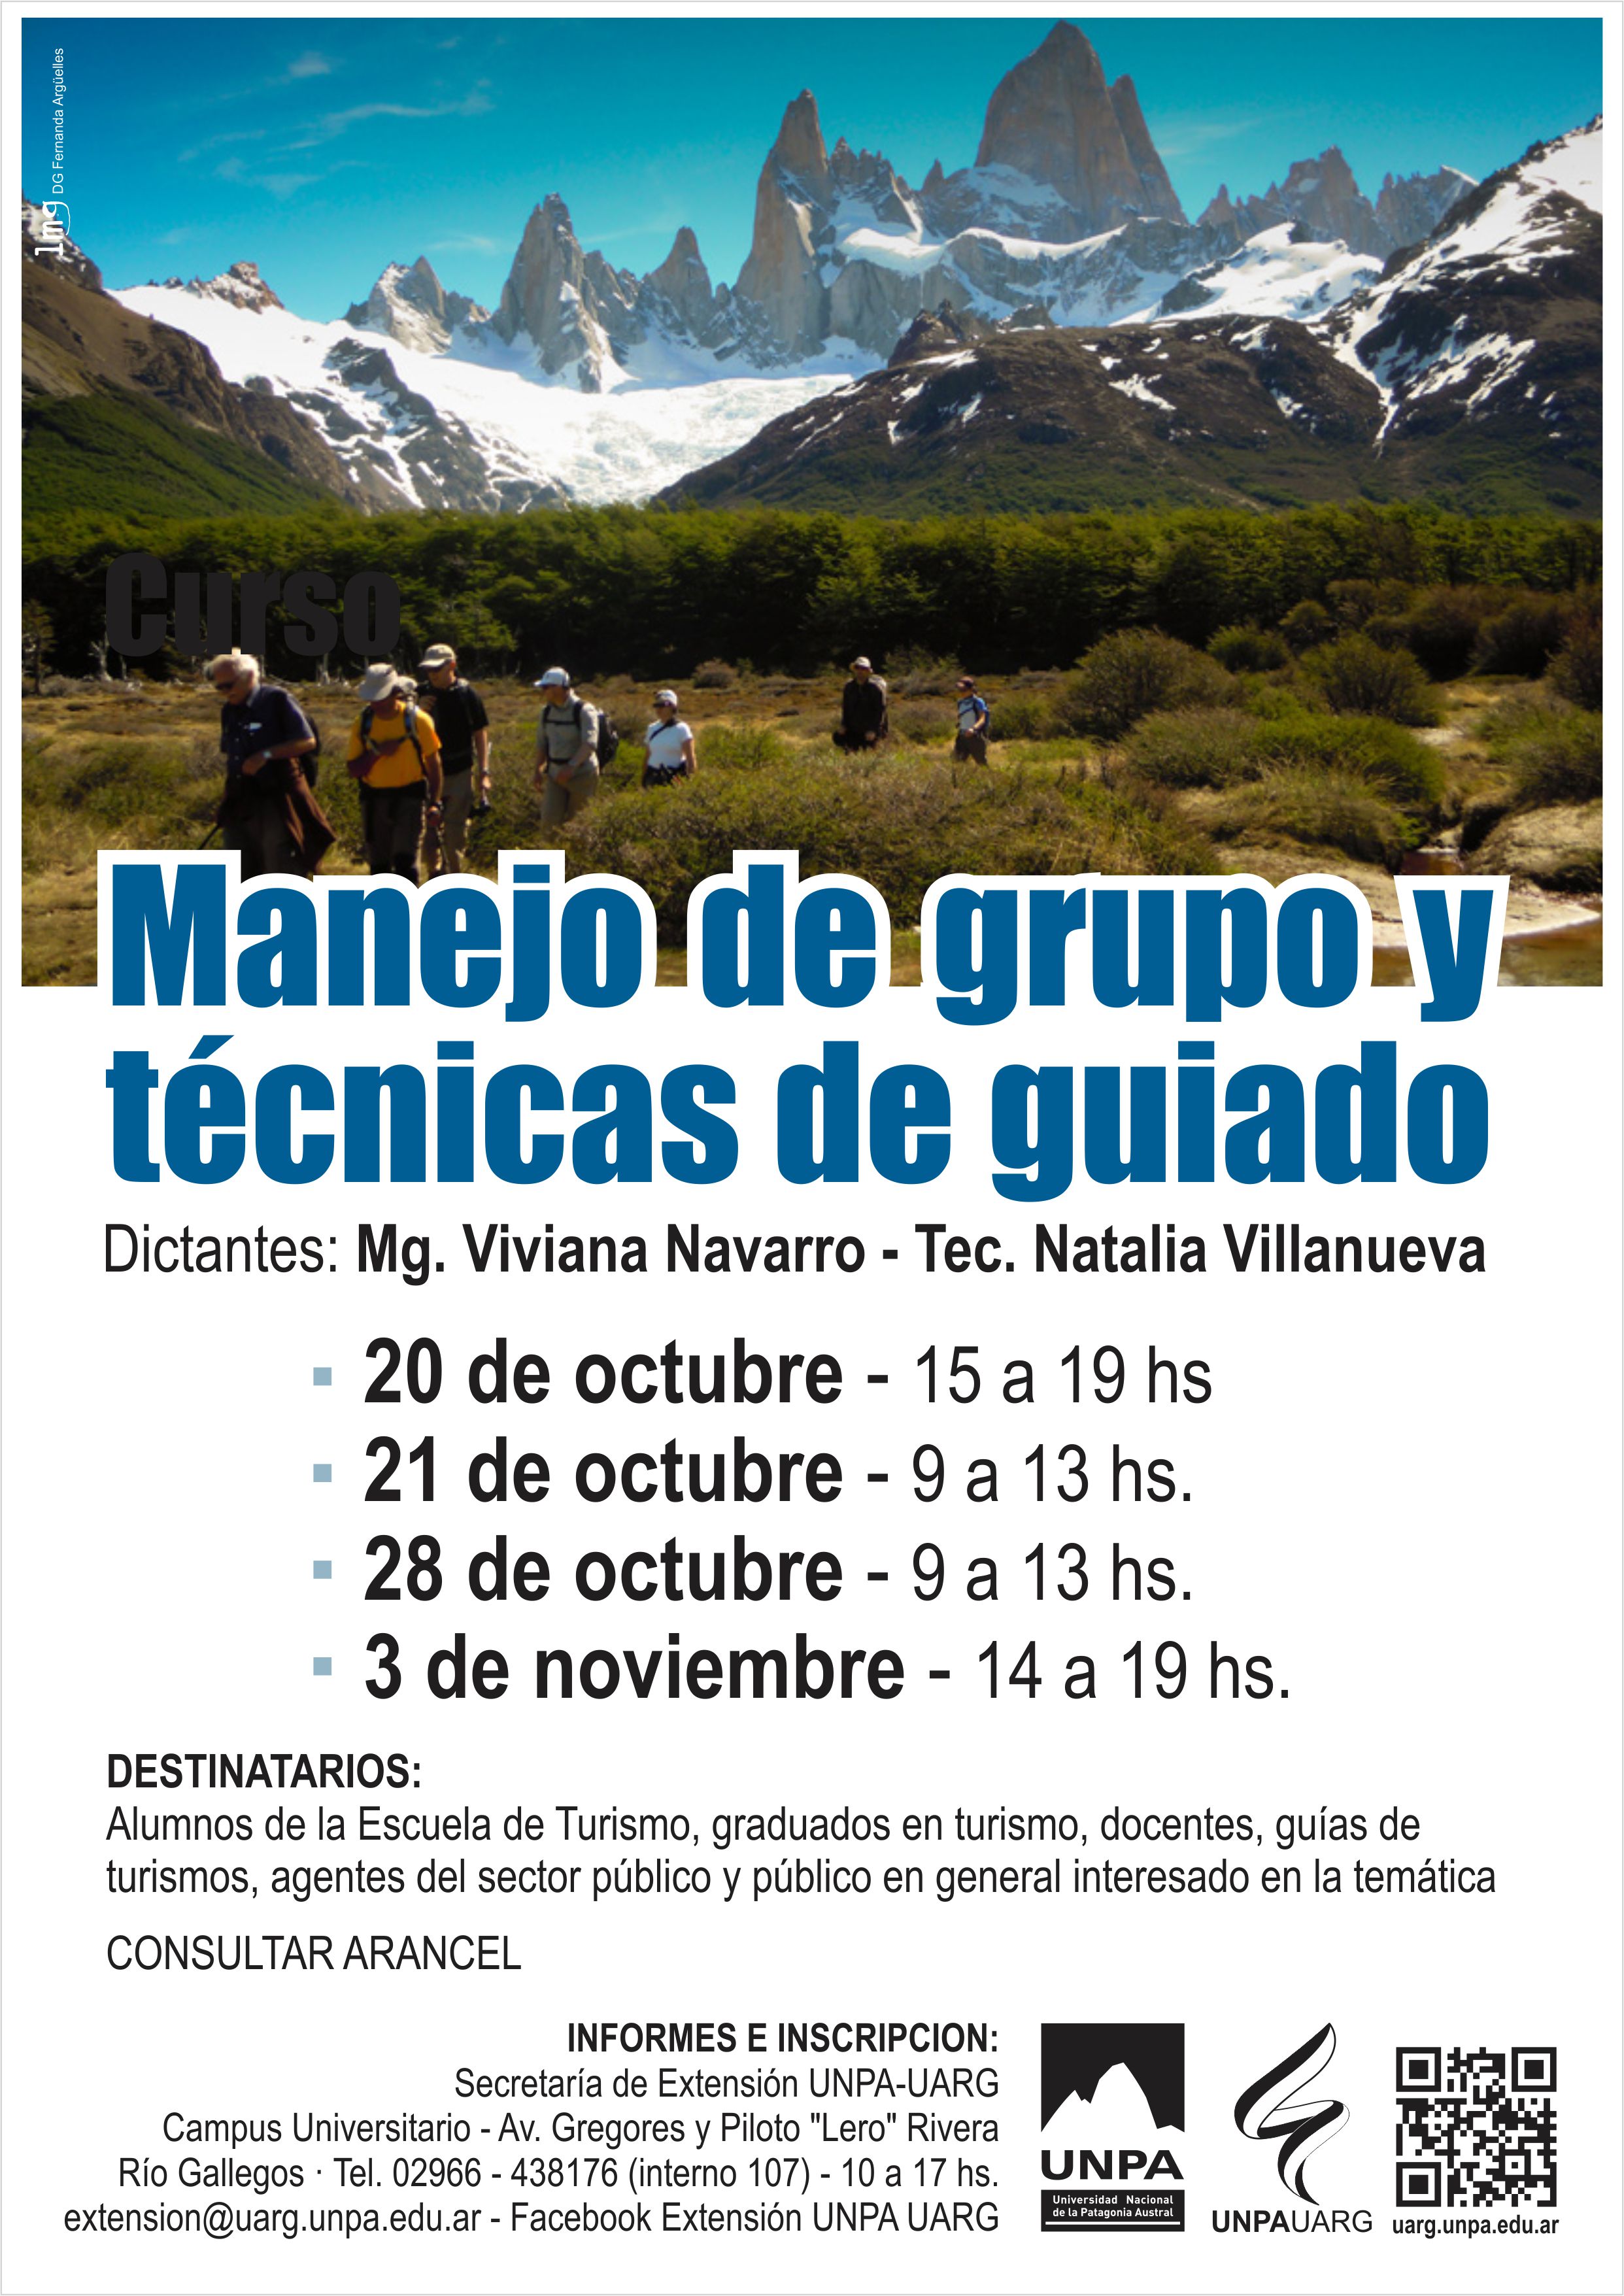 lmg DG Fernanda Argüelles
Curso
Manejo de grupo y
técnicas de guiado
Dictantes: Mg. Viviana Navarro - Tec. Natalia Villanueva
▪ 20 de octubre - 15 a 19 hs
▪ 21 de octubre - 9 a 13 hs.
▪ 28 de octubre - 9 a 13 hs.
▪ 3 de noviembre - 14 a 19 hs.
DESTINATARIOS:
Alumnos de la Escuela de Turismo, graduados en turismo, docentes, guías de
turismos, agentes del sector público y público en general interesado en la temática
CONSULTAR ARANCEL
INFORMES E INSCRIPCION:
Secretaría de Extensión UNPA-UARG
Campus Universitario - Av. Gregores y Piloto "Lero" Rivera
Río Gallegos · Tel. 02966 - 438176 (interno 107) - 10 a 17 hs.
extension@uarg.unpa.edu.ar - Facebook Extensión UNPA UARG
UNPA
Universidad Nacional
de la Patagonia Austral
UNPAUARG
uarg.unpa.edu.ar